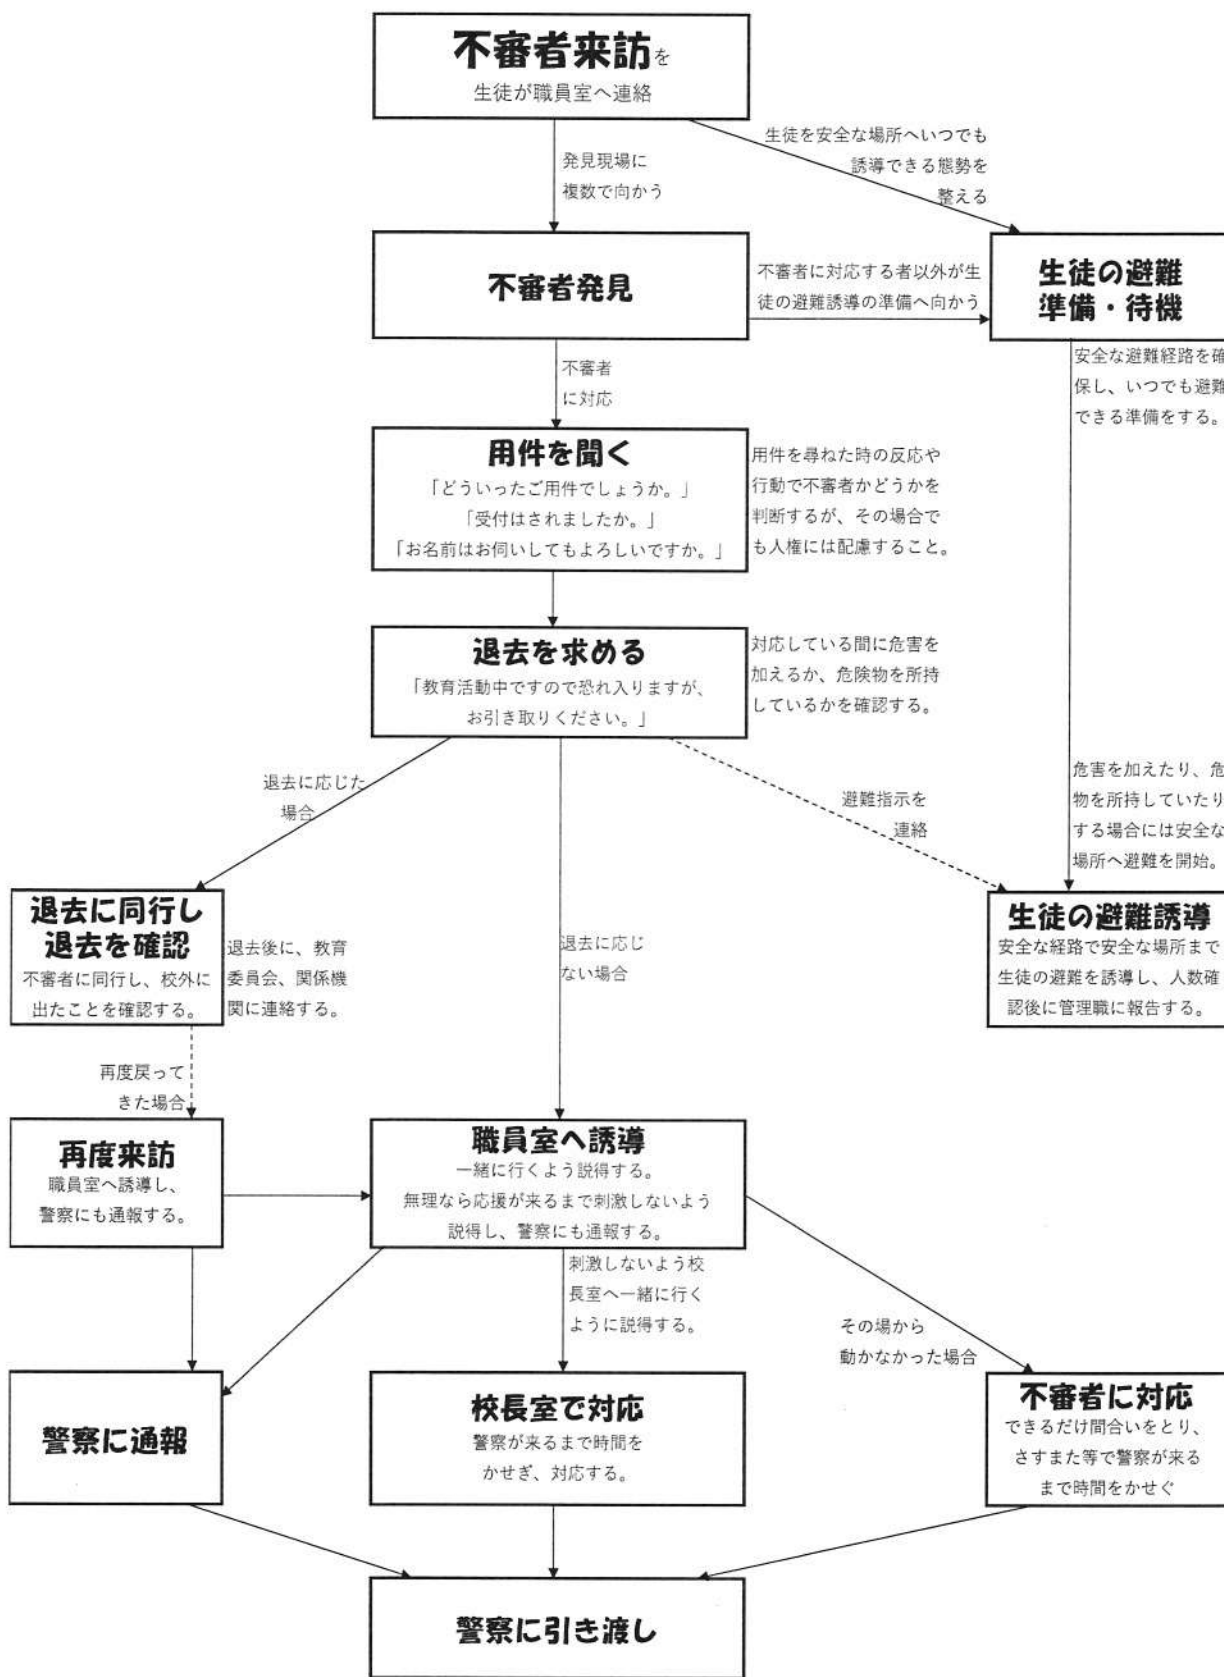 不審者来訪を
生徒が職員室へ連絡
発見現場に
複数で向かう
生徒を安全な場所へいつでも
誘導できる態勢を
整える
不審者発見
不審者に対応する者以外が生
徒の避難誘導の準備へ向かう
生徒の避難
準備・待機
不審者
に対応
安全な避難経路を確
保し、いつでも避難
できる準備をする。
用件を聞く
「どういったご用件でしょうか。」
「受付はされましたか。」
「お名前はお伺いしてもよろしいですか。」
用件を尋ねた時の反応や
行動で不審者かどうかを
判断するが、その場合で
も人権には配慮すること。
退去を求める
「教育活動中ですので恐れ入りますが、
お引き取りください。」
対応している間に危害を
加えるか、危険物を所持
しているかを確認する。
退去に応じた
場合
避難指示を
連絡
危害を加えたり、危
物を所持していたり
する場合には安全な
場所へ避難を開始。
退去に同行し
退去を確認
不審者に同行し、校外に
出たことを確認する。
退去後に、教育
委員会、関係機
関に連絡する。
退去に応じ
ない場合
生徒の避難誘導
安全な経路で安全な場所まで
生徒の避難を誘導し、人数確
認後に管理職に報告する。
再度戻って
きた場合
再度来訪
職員室へ誘導し、
警察にも通報する。
職員室へ誘導
一緒に行くよう説得する。
無理なら応援が来るまで刺激しないよう
説得し、警察にも通報する。
刺激しないよう校
長室へ一緒に行く
ように説得する。
その場から
動かなかった場合
警察に通報
校長室で対応
警察が来るまで時間を
かせぎ、対応する。
不審者に対応
できるだけ間合いをとり、
さすまた等で警察が来る
まで時間をかせぐ
警察に引き渡し